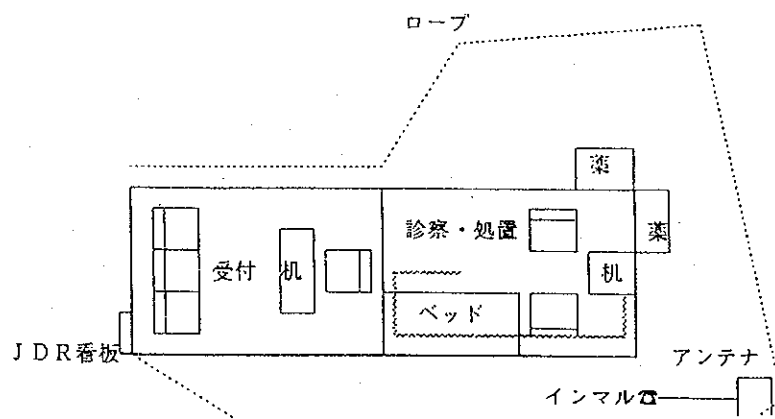 ロープ
薬
診察・処置
薬
受付
机
机
ベッド
JDR看板
アンテナ
インマル☎